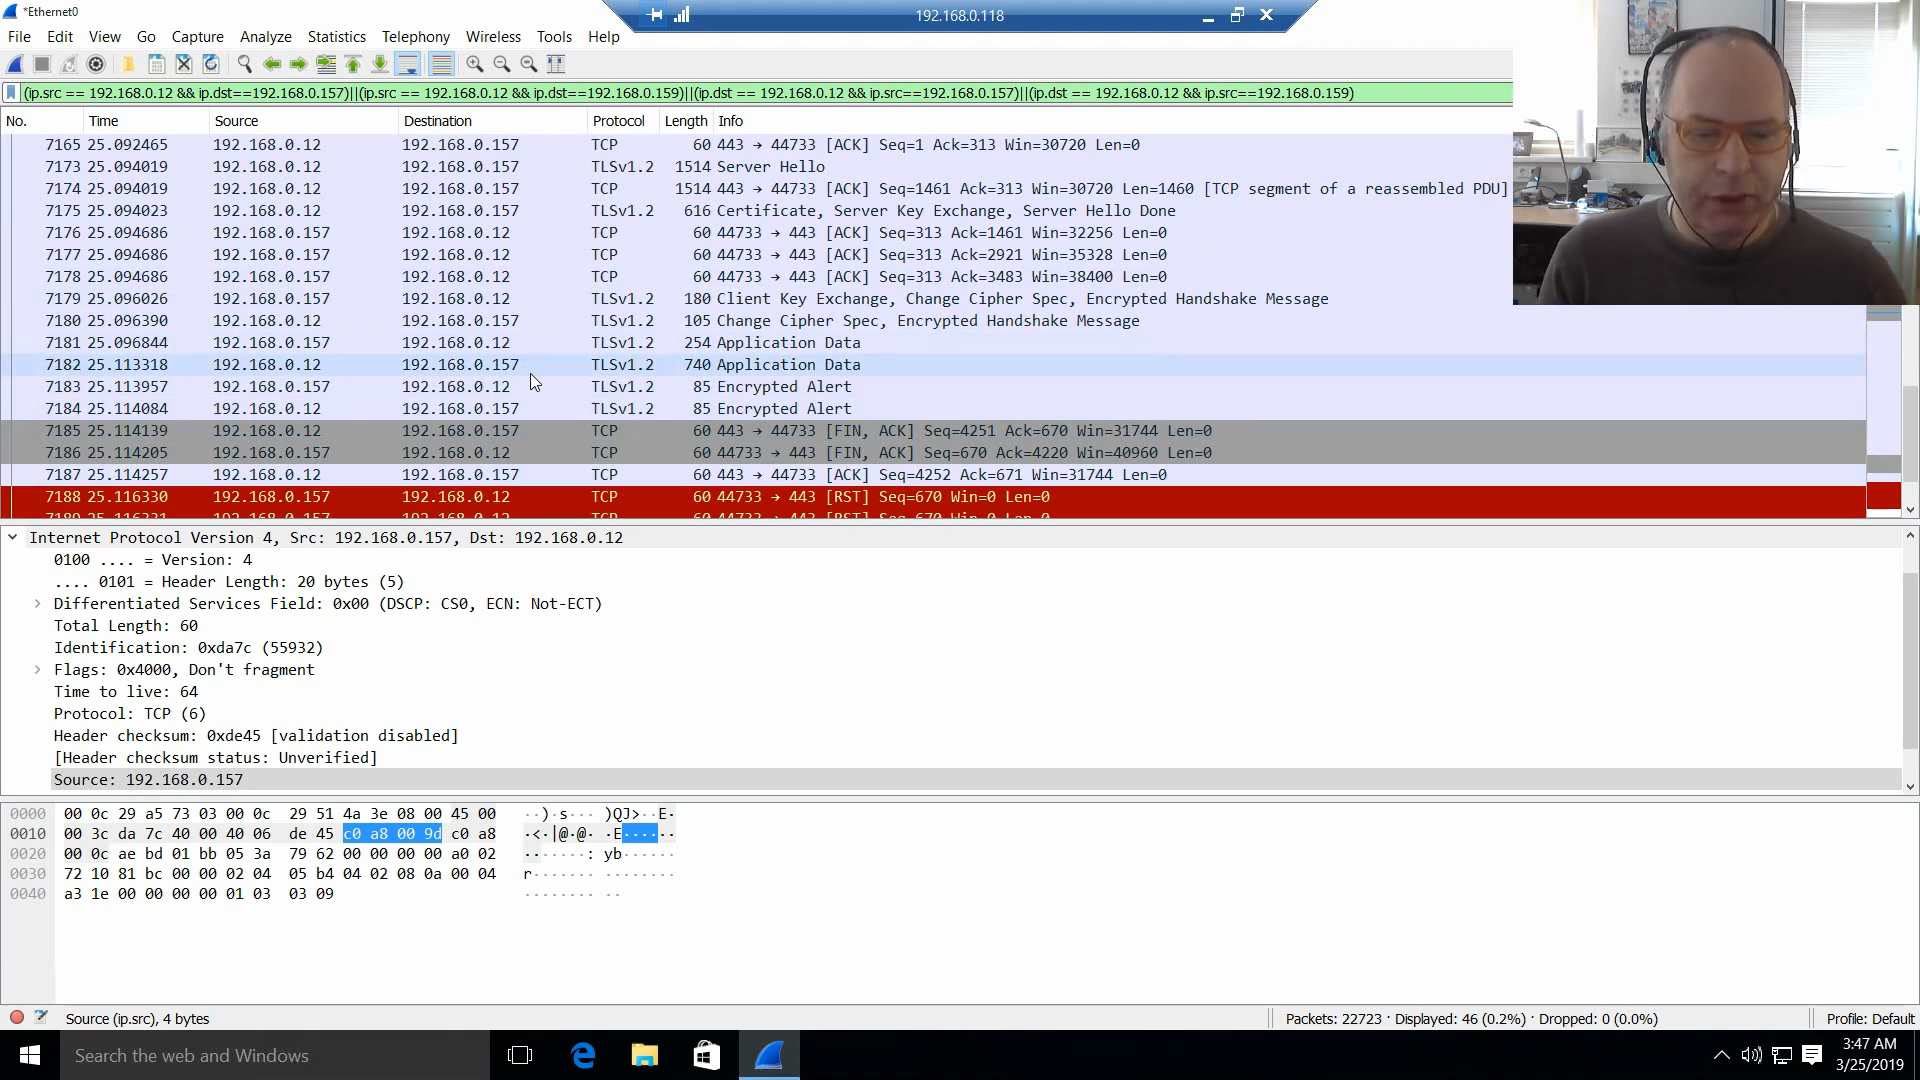 *Ethernet0
192.168.0.118
File Edit View Go Capture Analyze Statistics Telephony Wireless Tools Help
(ip.src == 192.168.0.12 && ip.dst==192.168.0.157)||(ip.src == 192.168.0.12 && ip.dst==192.168.0.159)||(ip.dst == 192.168.0.12 && ip.src==192.168.0.157)||(ip.dst == 192.168.0.12 && ip.src==192.168.0.159)
No. Time Source Destination Protocol Length Info
7165 25.092465 192.168.0.12 192.168.0.157 TCP 60 443 → 44733 [ACK] Seq=1 Ack=313 Win=30720 Len=0
7173 25.094019 192.168.0.12 192.168.0.157 TLSv1.2 1514 Server Hello
7174 25.094019 192.168.0.12 192.168.0.157 TCP 1514 443 → 44733 [ACK] Seq=1461 Ack=313 Win=30720 Len=1460 [TCP segment of a reassembled PDU]
7175 25.094023 192.168.0.12 192.168.0.157 TLSv1.2 616 Certificate, Server Key Exchange, Server Hello Done
7176 25.094686 192.168.0.157 192.168.0.12 TCP 60 44733 → 443 [ACK] Seq=313 Ack=1461 Win=32256 Len=0
7177 25.094686 192.168.0.157 192.168.0.12 TCP 60 44733 → 443 [ACK] Seq=313 Ack=2921 Win=35328 Len=0
7178 25.094686 192.168.0.157 192.168.0.12 TCP 60 44733 → 443 [ACK] Seq=313 Ack=3483 Win=38400 Len=0
7179 25.096026 192.168.0.157 192.168.0.12 TLSv1.2 180 Client Key Exchange, Change Cipher Spec, Encrypted Handshake Message
7180 25.096390 192.168.0.12 192.168.0.157 TLSv1.2 105 Change Cipher Spec, Encrypted Handshake Message
7181 25.096844 192.168.0.157 192.168.0.12 TLSv1.2 254 Application Data
7182 25.113318 192.168.0.12 192.168.0.157 TLSv1.2 740 Application Data
7183 25.113957 192.168.0.157 192.168.0.12 TLSv1.2 85 Encrypted Alert
7184 25.114084 192.168.0.12 192.168.0.157 TLSv1.2 85 Encrypted Alert
7185 25.114139 192.168.0.12 192.168.0.157 TCP 60 443 → 44733 [FIN, ACK] Seq=4251 Ack=670 Win=31744 Len=0
7186 25.114205 192.168.0.157 192.168.0.12 TCP 60 44733 → 443 [FIN, ACK] Seq=670 Ack=4220 Win=40960 Len=0
7187 25.114257 192.168.0.12 192.168.0.157 TCP 60 443 → 44733 [ACK] Seq=4252 Ack=671 Win=31744 Len=0
7188 25.116330 192.168.0.157 192.168.0.12 TCP 60 44733 → 443 [RST] Seq=670 Win=0 Len=0
7189 25.116331 192.168.0.157 192.168.0.12 TCP 60 44733 → 443 [RST] Seq=670 Win=0 Len=0
Internet Protocol Version 4, Src: 192.168.0.157, Dst: 192.168.0.12
0100 .... = Version: 4
.... 0101 = Header Length: 20 bytes (5)
Differentiated Services Field: 0x00 (DSCP: CS0, ECN: Not-ECT)
Total Length: 60
Identification: 0xda7c (55932)
Flags: 0x4000, Don't fragment
Time to live: 64
Protocol: TCP (6)
Header checksum: 0xde45 [validation disabled]
[Header checksum status: Unverified]
Source: 192.168.0.157
0000 00 0c 29 a5 73 03 00 0c 29 51 4a 3e 08 00 45 00 ··)·s··· )QJ>··E·
0010 00 3c da 7c 40 00 40 06 de 45 c0 a8 00 9d c0 a8 ·<·|@·@· ·E······
0020 00 0c ae bd 01 bb 05 3a 79 62 00 00 00 00 a0 02 ·······: yb······
0030 72 10 81 bc 00 00 02 04 05 b4 04 02 08 0a 00 04 r······· ········
0040 a3 1e 00 00 00 00 01 03 03 09 ········ ··
Source (ip.src), 4 bytes
Packets: 22723 · Displayed: 46 (0.2%) · Dropped: 0 (0.0%)
Profile: Default
Search the web and Windows
3:47 AM
3/25/2019